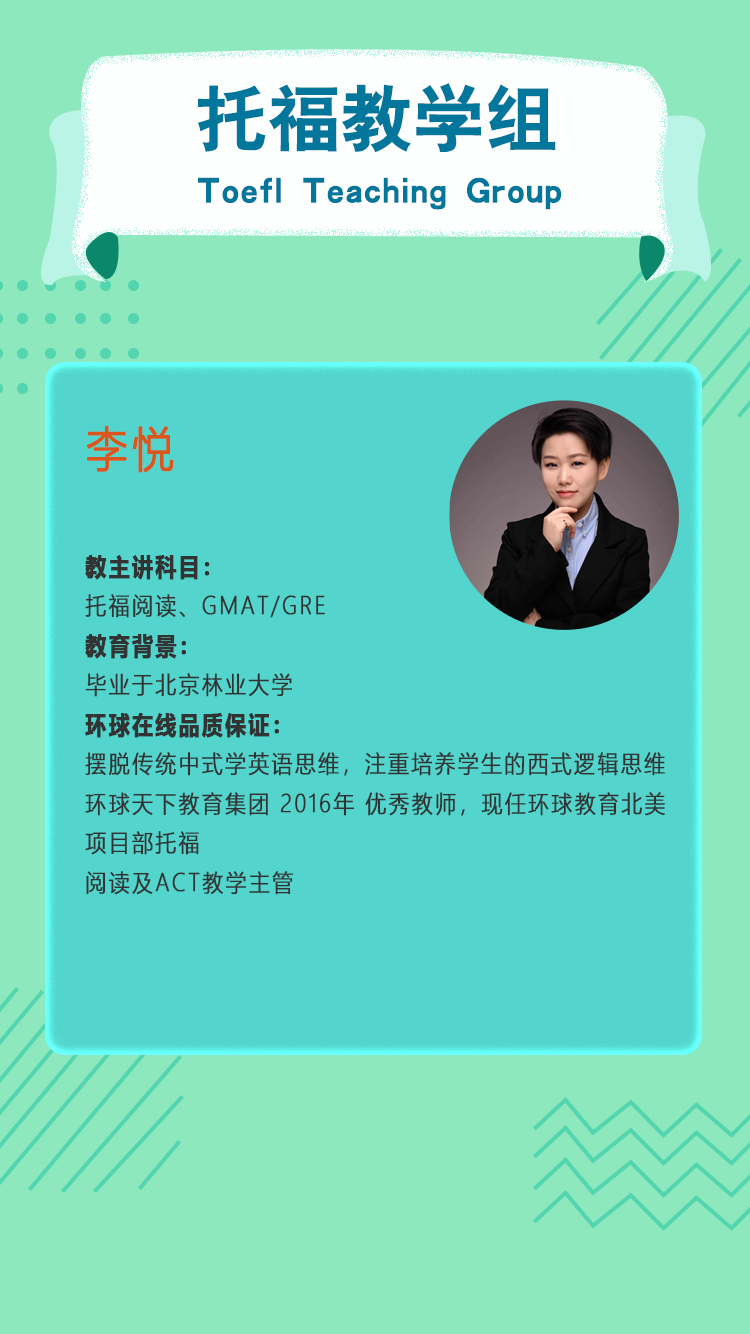 托福教学组
Toefl Teaching Group
李悦
教主讲科目：
托福阅读、GMAT/GRE
教育背景：
毕业于北京林业大学
环球在线品质保证：
摆脱传统中式学英语思维，注重培养学生的西式逻辑思维
环球天下教育集团 2016年 优秀教师，现任环球教育北美
项目部托福
阅读及ACT教学主管